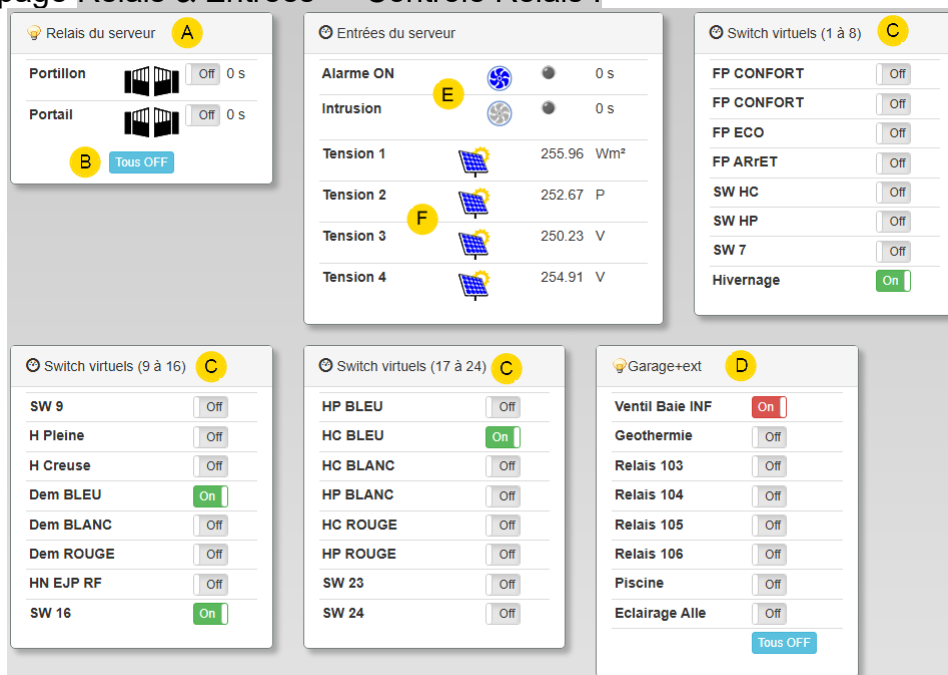 page Relais & Entrées – Contrôle Relais :
Relais du serveur A
Portillon Off 0 s
Portail Off 0 s
B Tous OFF
Entrées du serveur
Alarme ON 0 s
E
Intrusion 0 s
Tension 1 255.96 Wm²
Tension 2 252.67 P
F
Tension 3 250.23 V
Tension 4 254.91 V
Switch virtuels (1 à 8) C
FP CONFORT Off
FP CONFORT Off
FP ECO Off
FP ARrET Off
SW HC Off
SW HP Off
SW 7 Off
Hivernage On
Switch virtuels (9 à 16) C
SW 9 Off
H Pleine Off
H Creuse Off
Dem BLEU On
Dem BLANC Off
Dem ROUGE Off
HN EJP RF Off
SW 16 On
Switch virtuels (17 à 24) C
HP BLEU Off
HC BLEU On
HC BLANC Off
HP BLANC Off
HC ROUGE Off
HP ROUGE Off
SW 23 Off
SW 24 Off
Garage+ext D
Ventil Baie INF On
Geothermie Off
Relais 103 Off
Relais 104 Off
Relais 105 Off
Relais 106 Off
Piscine Off
Eclairage Alle Off
Tous OFF